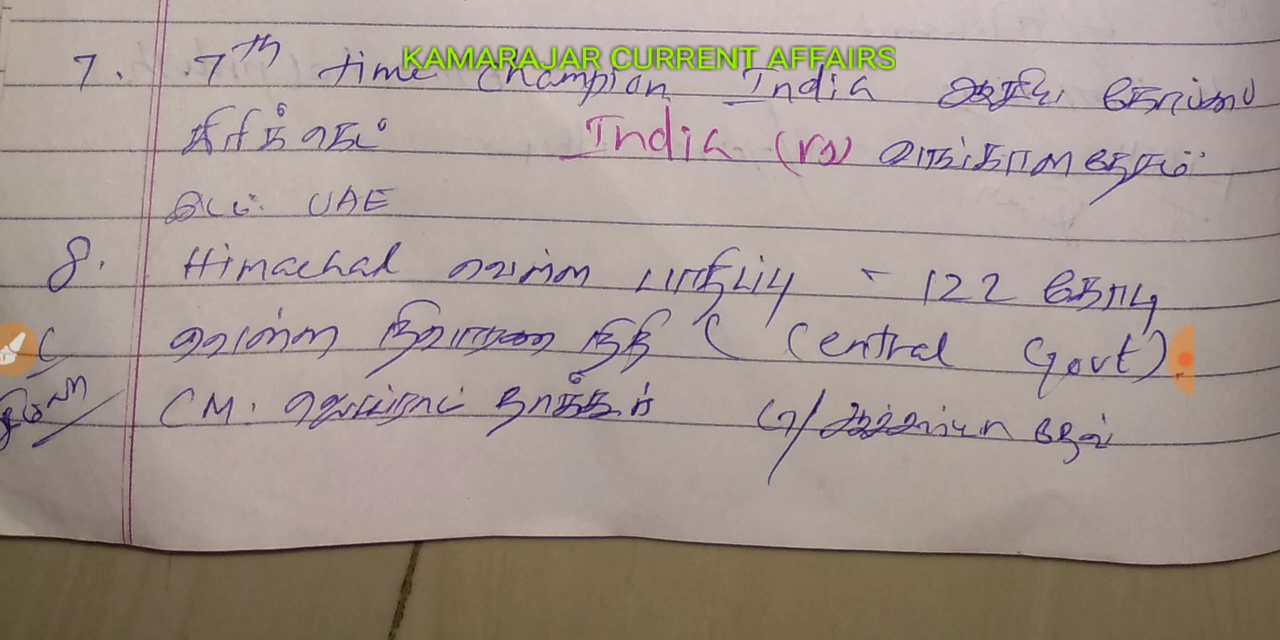 KAMARAJAR CURRENT AFFAIRS
7. 7th time champion India ஆசிய கோப்பை
கிரிக்கெட் India (vs) வங்காளதேசம்
இடம்: UAE
8. Himachal வெள்ள பாதிப்பு - 122 கோடி
வெள்ள நிவாரண நிதி (Central Govt).
CM. ஜெய்ராம் தாக்கூர் G/